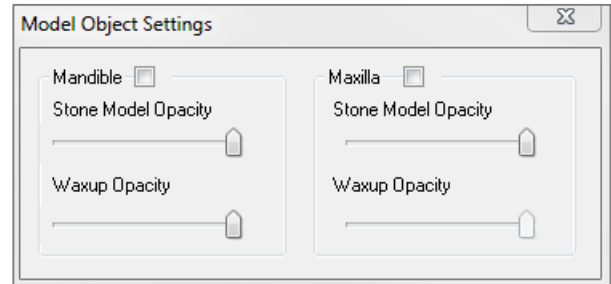 Model Object Settings
Mandible
Stone Model Opacity
Waxup Opacity
Maxilla
Stone Model Opacity
Waxup Opacity